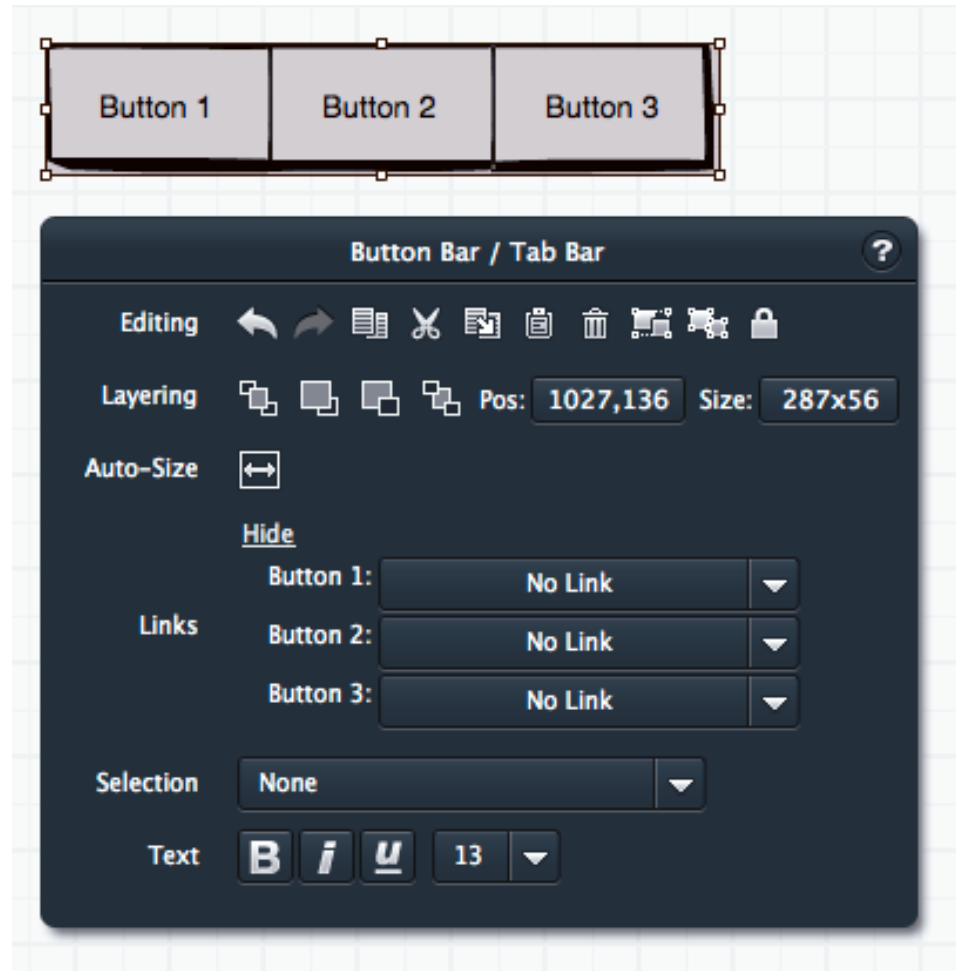 Button 1 Button 2 Button 3
Button Bar / Tab Bar ?
Editing
Layering Pos: 1027,136 Size: 287x56
Auto-Size
Hide
Button 1: No Link
Links
Button 2: No Link
Button 3: No Link
Selection None
Text B i u 13